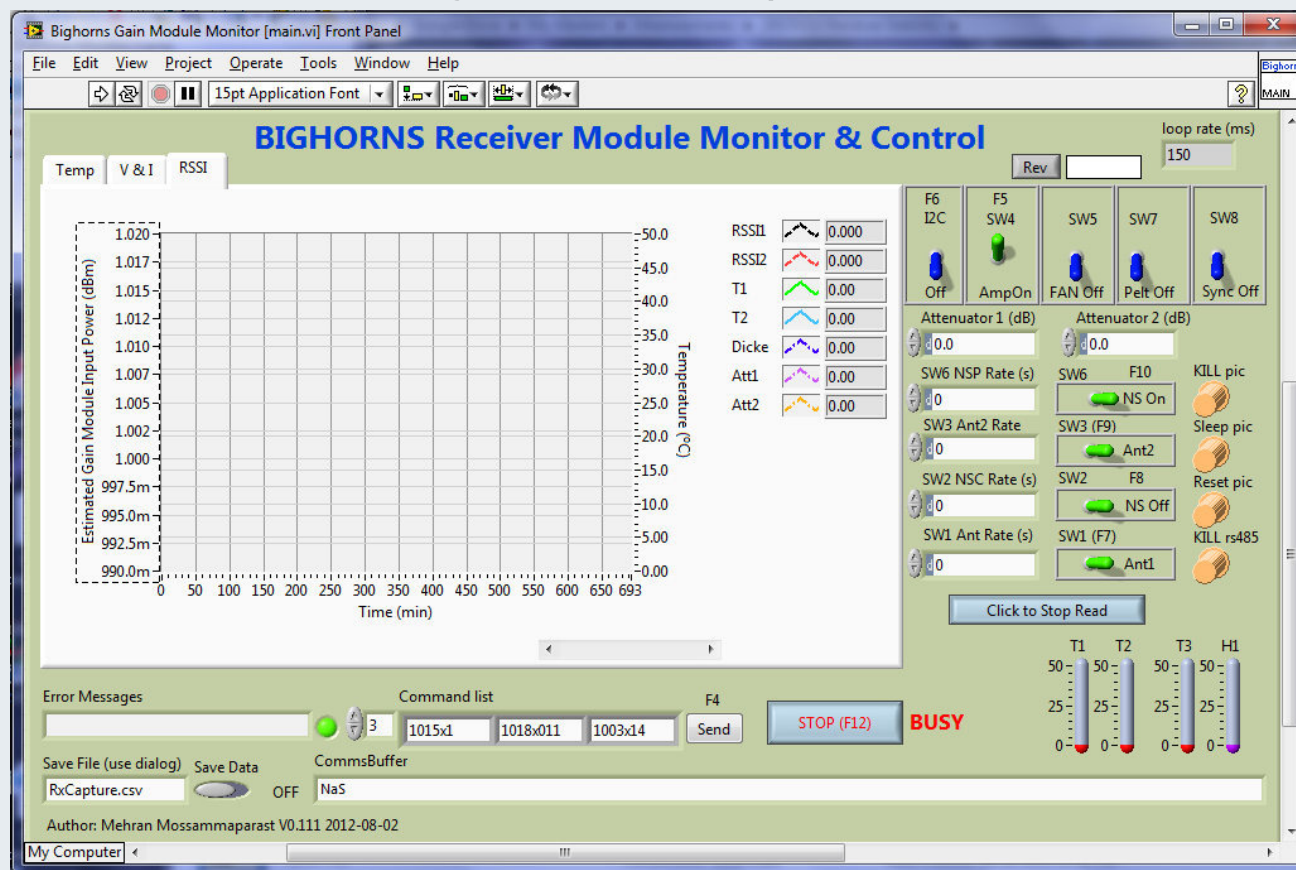 Bighorns Gain Module Monitor [main.vi] Front Panel
File Edit View Project Operate Tools Window Help
15pt Application Font
?
Bighorn
MAIN
BIGHORNS Receiver Module Monitor & Control
loop rate (ms)
150
Rev
Temp V & I RSSI
Estimated Gain Module Input Power (dBm)
1.020
1.017
1.015
1.012
1.010
1.007
1.005
1.002
1.000
997.5m
995.0m
992.5m
990.0m
0 50 100 150 200 250 300 350 400 450 500 550 600 650 693
Time (min)
50.0
45.0
40.0
35.0
30.0
25.0
20.0
15.0
10.0
5.00
0.00
Temperature (ºC)
RSSI1 0.000
RSSI2 0.000
T1 0.00
T2 0.00
Dicke 0.00
Att1 0.00
Att2 0.00
F6 F5
I2C SW4 SW5 SW7 SW8
Off AmpOn FAN Off Pelt Off Sync Off
Attenuator 1 (dB) Attenuator 2 (dB)
d 0.0 d 0.0
SW6 NSP Rate (s) SW6 F10 KILL pic
d 0 NS On
SW3 Ant2 Rate SW3 (F9) Sleep pic
d 0 Ant2
SW2 NSC Rate (s) SW2 F8 Reset pic
d 0 NS Off
SW1 Ant Rate (s) SW1 (F7) KILL rs485
d 0 Ant1
Click to Stop Read
T1 T2 T3 H1
50 50 50 50
25 25 25 25
0 0 0 0
Error Messages Command list F4
3 1015x1 1018x011 1003x14 Send STOP (F12) BUSY
Save File (use dialog) Save Data CommsBuffer
RxCapture.csv OFF NaS
Author: Mehran Mossammaparast V0.111 2012-08-02
My Computer